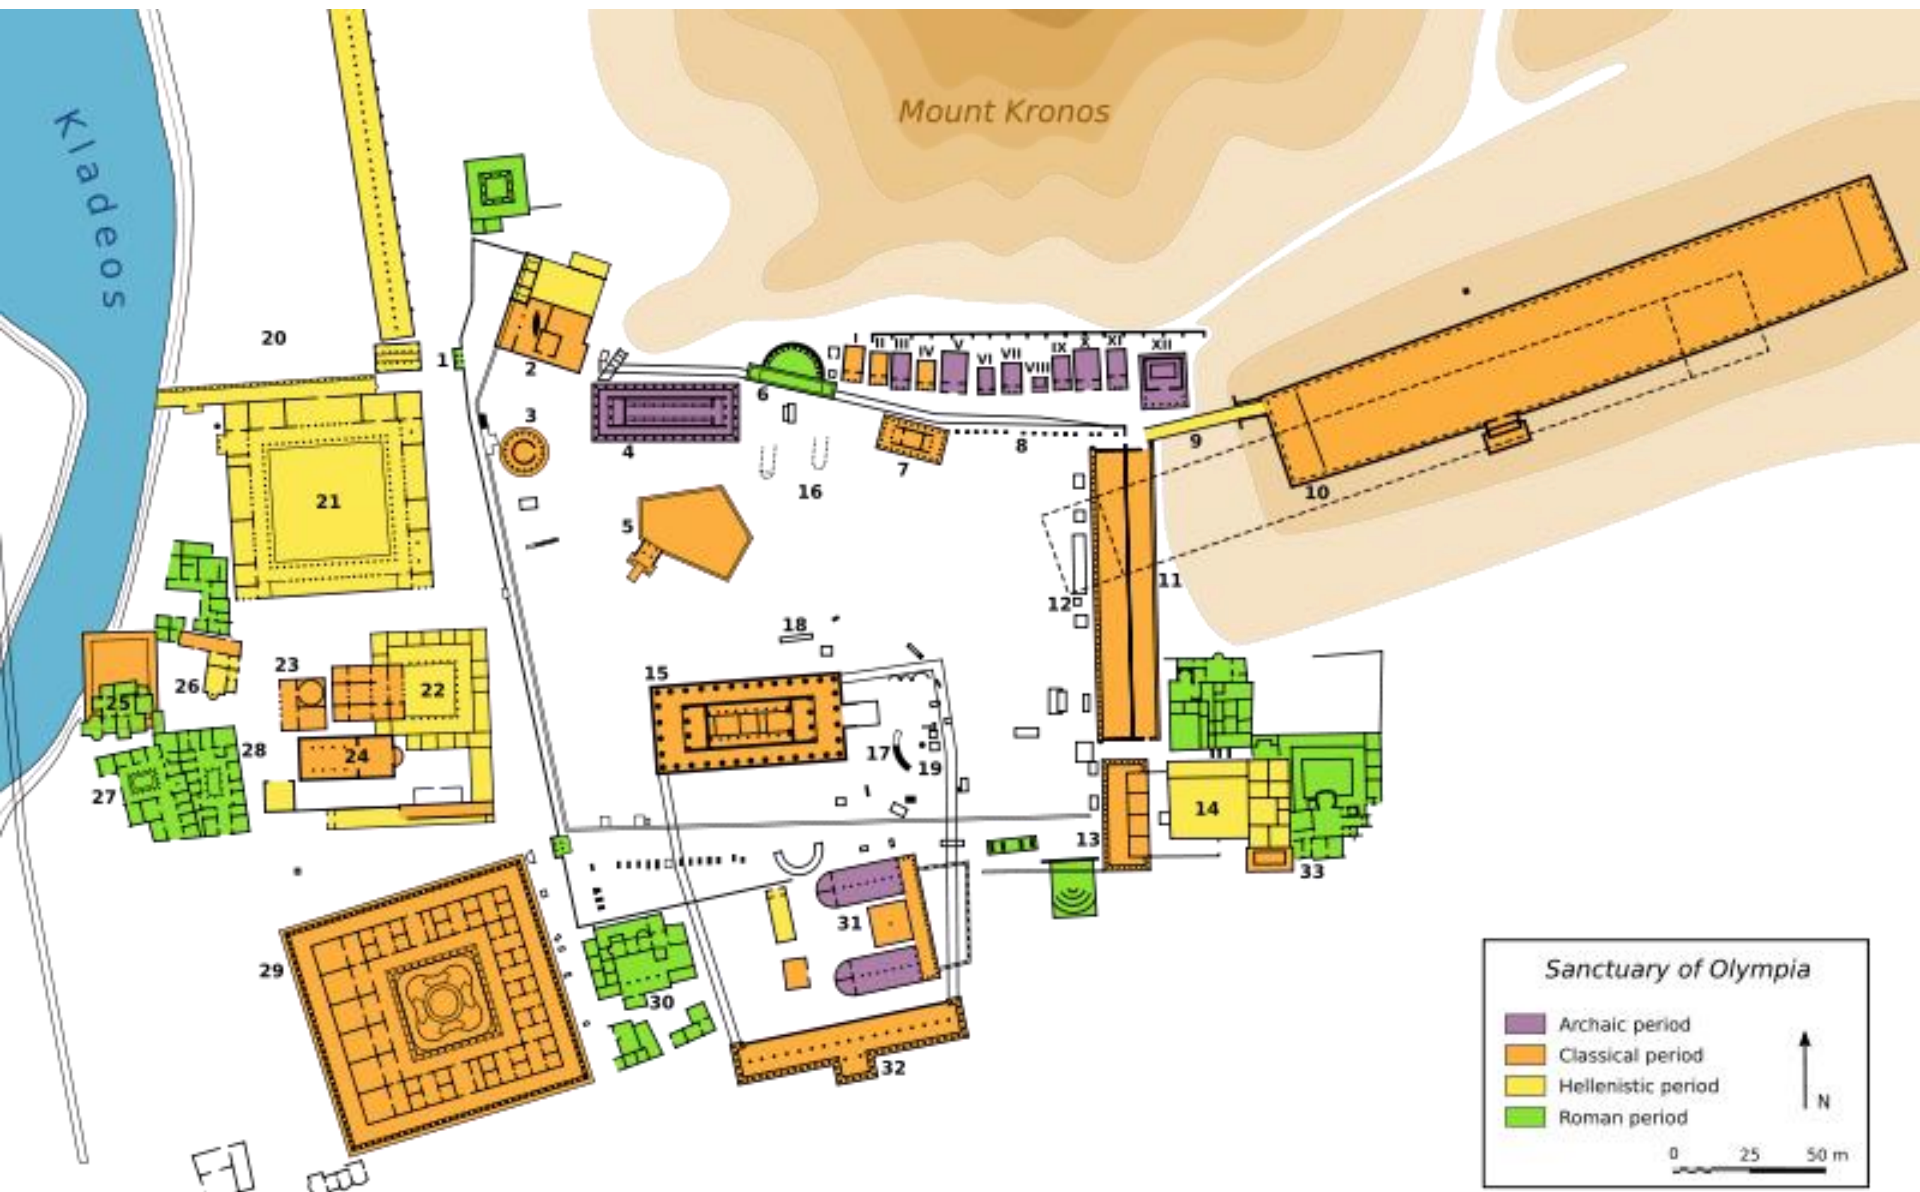 Mount Kronos
Kladeos
20
1
2
3
4
5
6
7
8
9
10
I
II
III
IV
V
VI
VII
VIII
IX
X
XI
XII
16
21
11
12
18
15
23
22
26
25
24
28
27
17
19
14
13
33
31
29
30
32
Sanctuary of Olympia
Archaic period
Classical period
Hellenistic period
Roman period
N
0 25 50 m